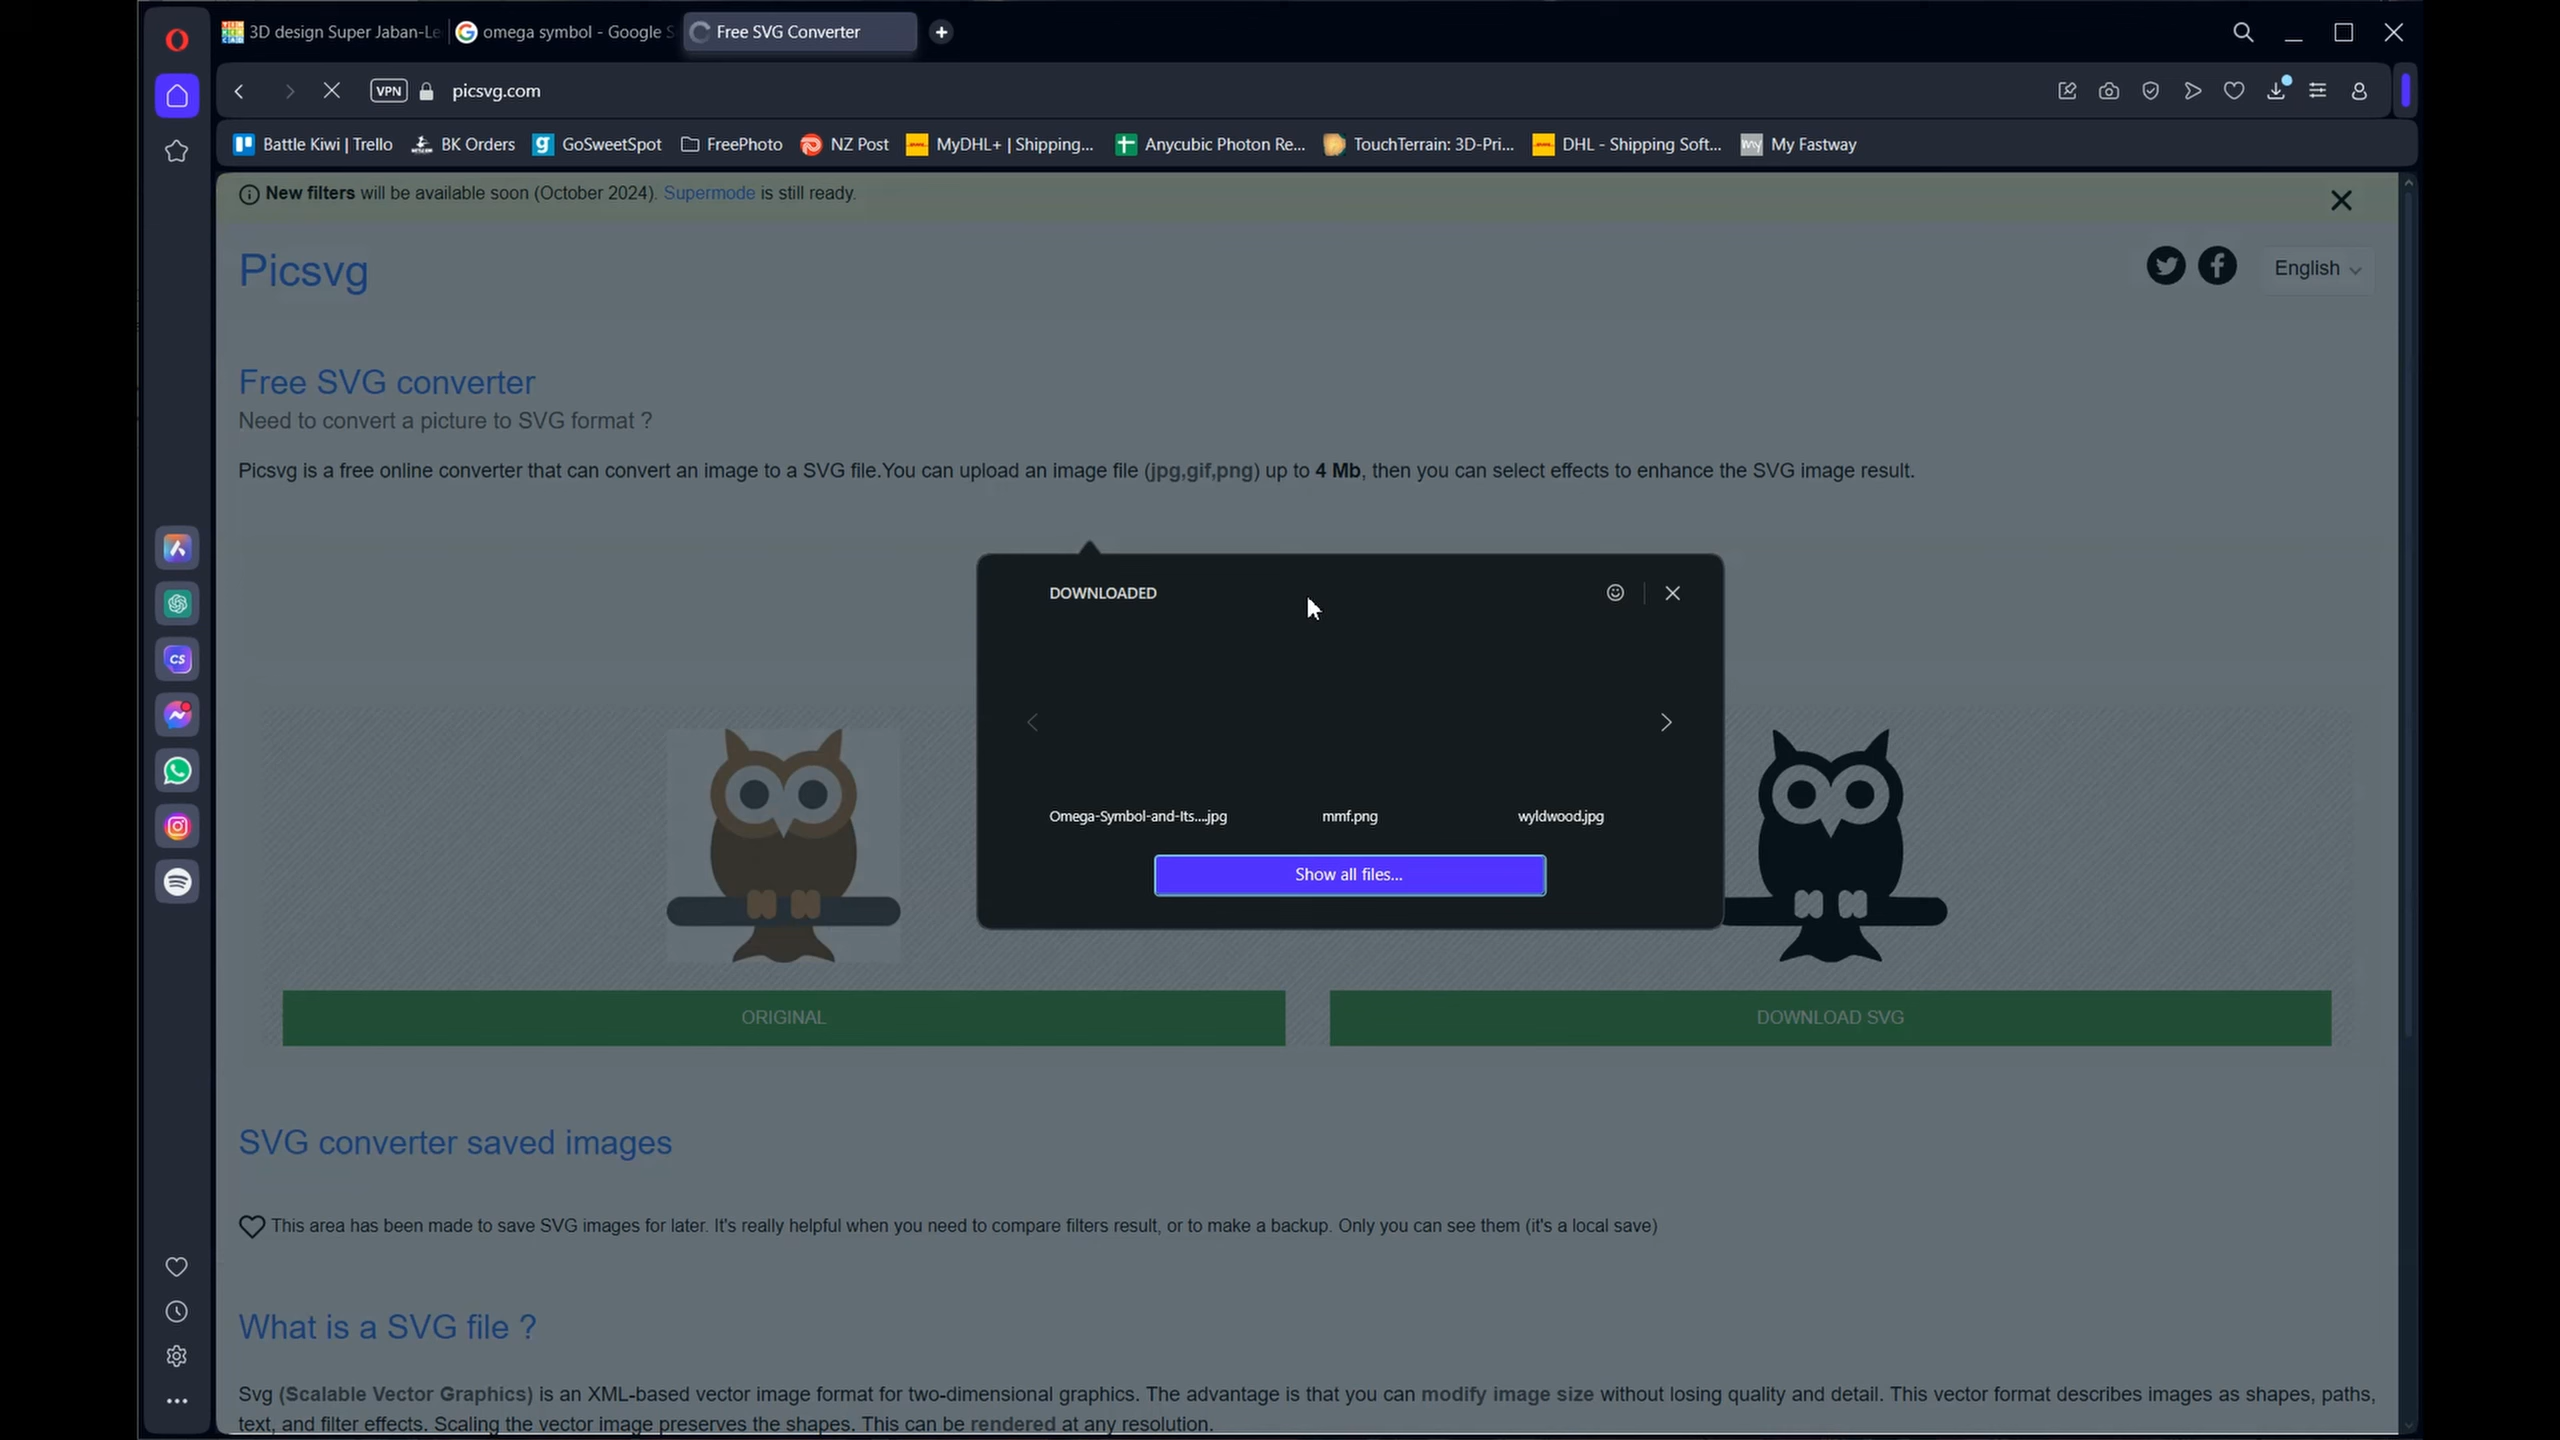 3D design Super Jaban-Le
omega symbol - Google S
Free SVG Converter
VPN
picsvg.com
Battle Kiwi | Trello
BK Orders
GoSweetSpot
FreePhoto
NZ Post
MyDHL+ | Shipping...
Anycubic Photon Re...
TouchTerrain: 3D-Pri...
DHL - Shipping Soft...
My Fastway
New filters will be available soon (October 2024). Supermode is still ready.
Picsvg
English
Free SVG converter
Need to convert a picture to SVG format ?
Picsvg is a free online converter that can convert an image to a SVG file.You can upload an image file (jpg,gif,png) up to 4 Mb, then you can select effects to enhance the SVG image result.
DOWNLOADED
CS
Omega-Symbol-and-Its...jpg
mmf.png
wyldwood.jpg
Show all files...
ORIGINAL
DOWNLOAD SVG
SVG converter saved images
This area has been made to save SVG images for later. It's really helpful when you need to compare filters result, or to make a backup. Only you can see them (it's a local save)
What is a SVG file ?
Svg (Scalable Vector Graphics) is an XML-based vector image format for two-dimensional graphics. The advantage is that you can modify image size without losing quality and detail. This vector format describes images as shapes, paths,
text, and filter effects. Scaling the vector image preserves the shapes. This can be rendered at any resolution.